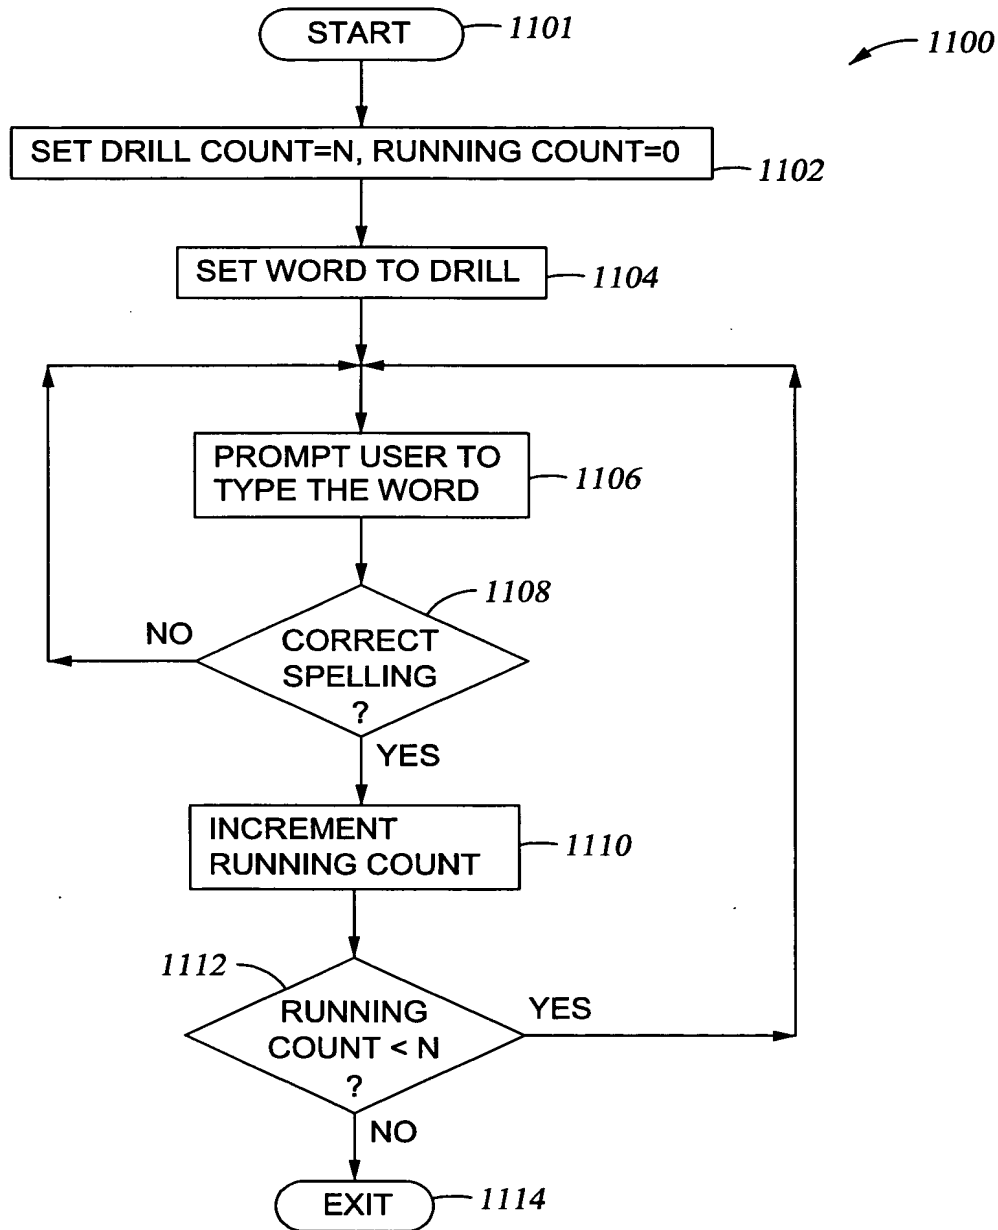 START
1101
1100
SET DRILL COUNT=N, RUNNING COUNT=0
1102
SET WORD TO DRILL
1104
PROMPT USER TO
TYPE THE WORD
1106
1108
NO
CORRECT
SPELLING
?
YES
INCREMENT
RUNNING COUNT
1110
1112
RUNNING
COUNT < N
?
YES
NO
EXIT
1114